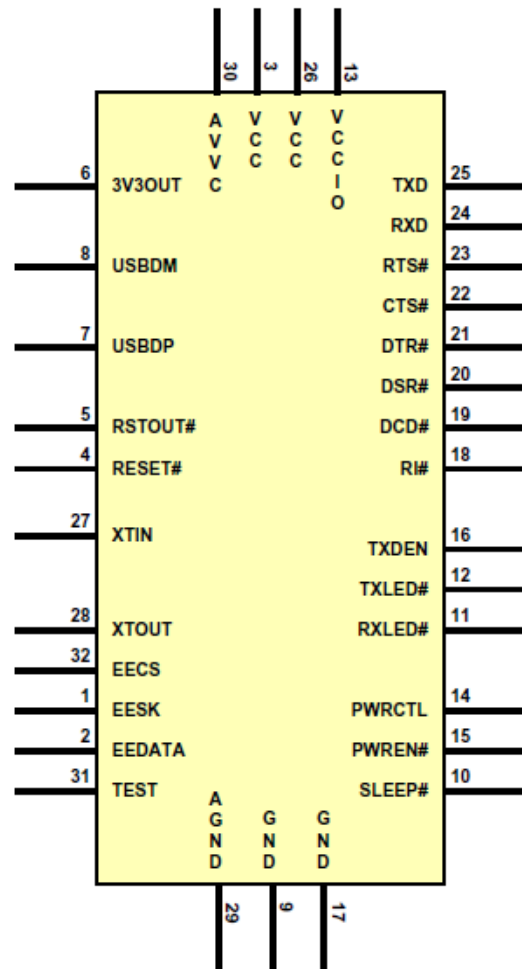 30 3 26 13
AVVC VCC VCC VCCIO
6 3V3OUT TXD 25
RXD 24
8 USBDM RTS# 23
CTS# 22
7 USBDP DTR# 21
DSR# 20
5 RSTOUT# DCD# 19
4 RESET# RI# 18
27 XTIN TXDEN 16
TXLED# 12
28 XTOUT RXLED# 11
32 EECS
1 EESK PWRCTL 14
2 EEDATA PWREN# 15
31 TEST SLEEP# 10
AGND GND GND
29 9 17